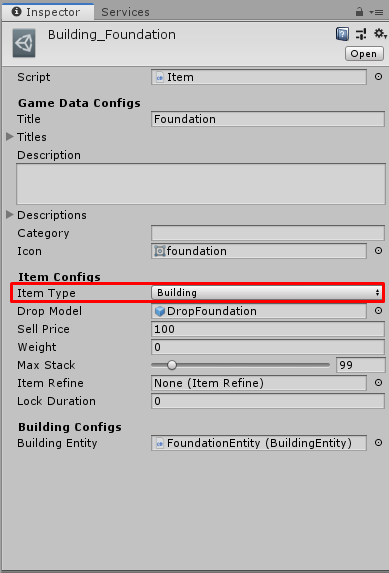 Inspector Services
Building_Foundation
Open
Script Item
Game Data Configs
Title Foundation
Titles
Description
Descriptions
Category
Icon foundation
Item Configs
Item Type Building
Drop Model DropFoundation
Sell Price 100
Weight 0
Max Stack 99
Item Refine None (Item Refine)
Lock Duration 0
Building Configs
Building Entity FoundationEntity (BuildingEntity)